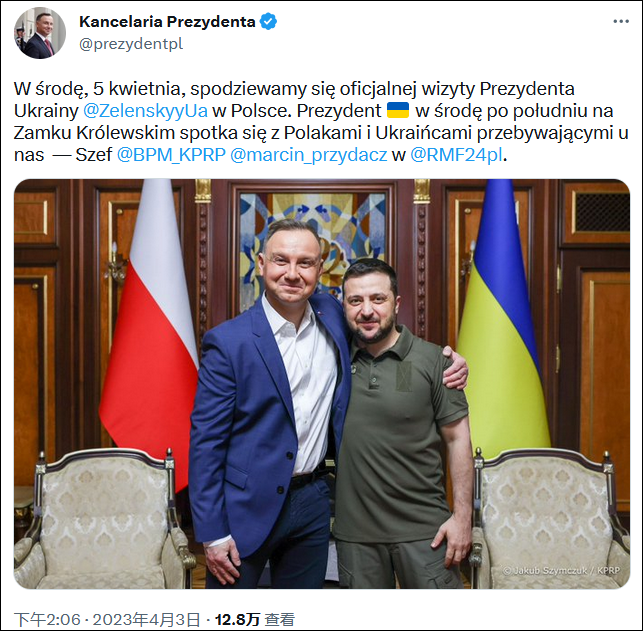 Kancelaria Prezydenta
@prezydentpl
W środę, 5 kwietnia, spodziewamy się oficjalnej wizyty Prezydenta
Ukrainy @ZelenskyyUa w Polsce. Prezydent 🇺🇦 w środę po południu na
Zamku Królewskim spotka się z Polakami i Ukraińcami przebywającymi u
nas — Szef @BPM_KPRP @marcin_przydacz w @RMF24pl.
©Jakub Szymczuk / KPRP
下午2:06 · 2023年4月3日 · 12.8万 查看